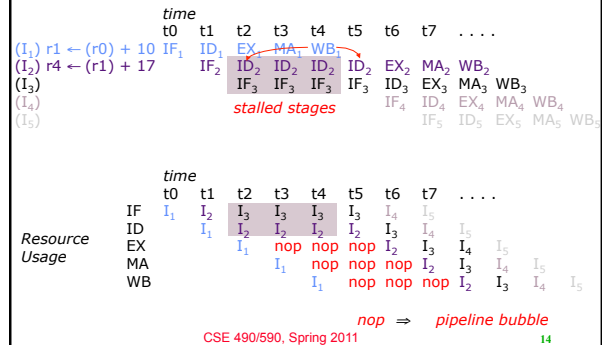 time
t0 t1 t2 t3 t4 t5 t6 t7 . . . .
(I₁) r1 ← (r0) + 10 IF₁ ID₁ EX₁ MA₁ WB₁
(I₂) r4 ← (r1) + 17 IF₂ ID₂ ID₂ ID₂ ID₂ EX₂ MA₂ WB₂
(I₃) IF₃ IF₃ IF₃ IF₃ ID₃ EX₃ MA₃ WB₃
(I₄) stalled stages IF₄ ID₄ EX₄ MA₄ WB₄
(I₅) IF₅ ID₅ EX₅ MA₅ WB₅
time
t0 t1 t2 t3 t4 t5 t6 t7 . . . .
IF I₁ I₂ I₃ I₃ I₃ I₃ I₄ I₅
ID I₁ I₂ I₂ I₂ I₂ I₃ I₄ I₅
Resource Usage
EX I₁ nop nop nop I₂ I₃ I₄ I₅
MA I₁ nop nop nop I₂ I₃ I₄ I₅
WB I₁ nop nop nop I₂ I₃ I₄ I₅
nop ⇒ pipeline bubble
CSE 490/590, Spring 2011 14